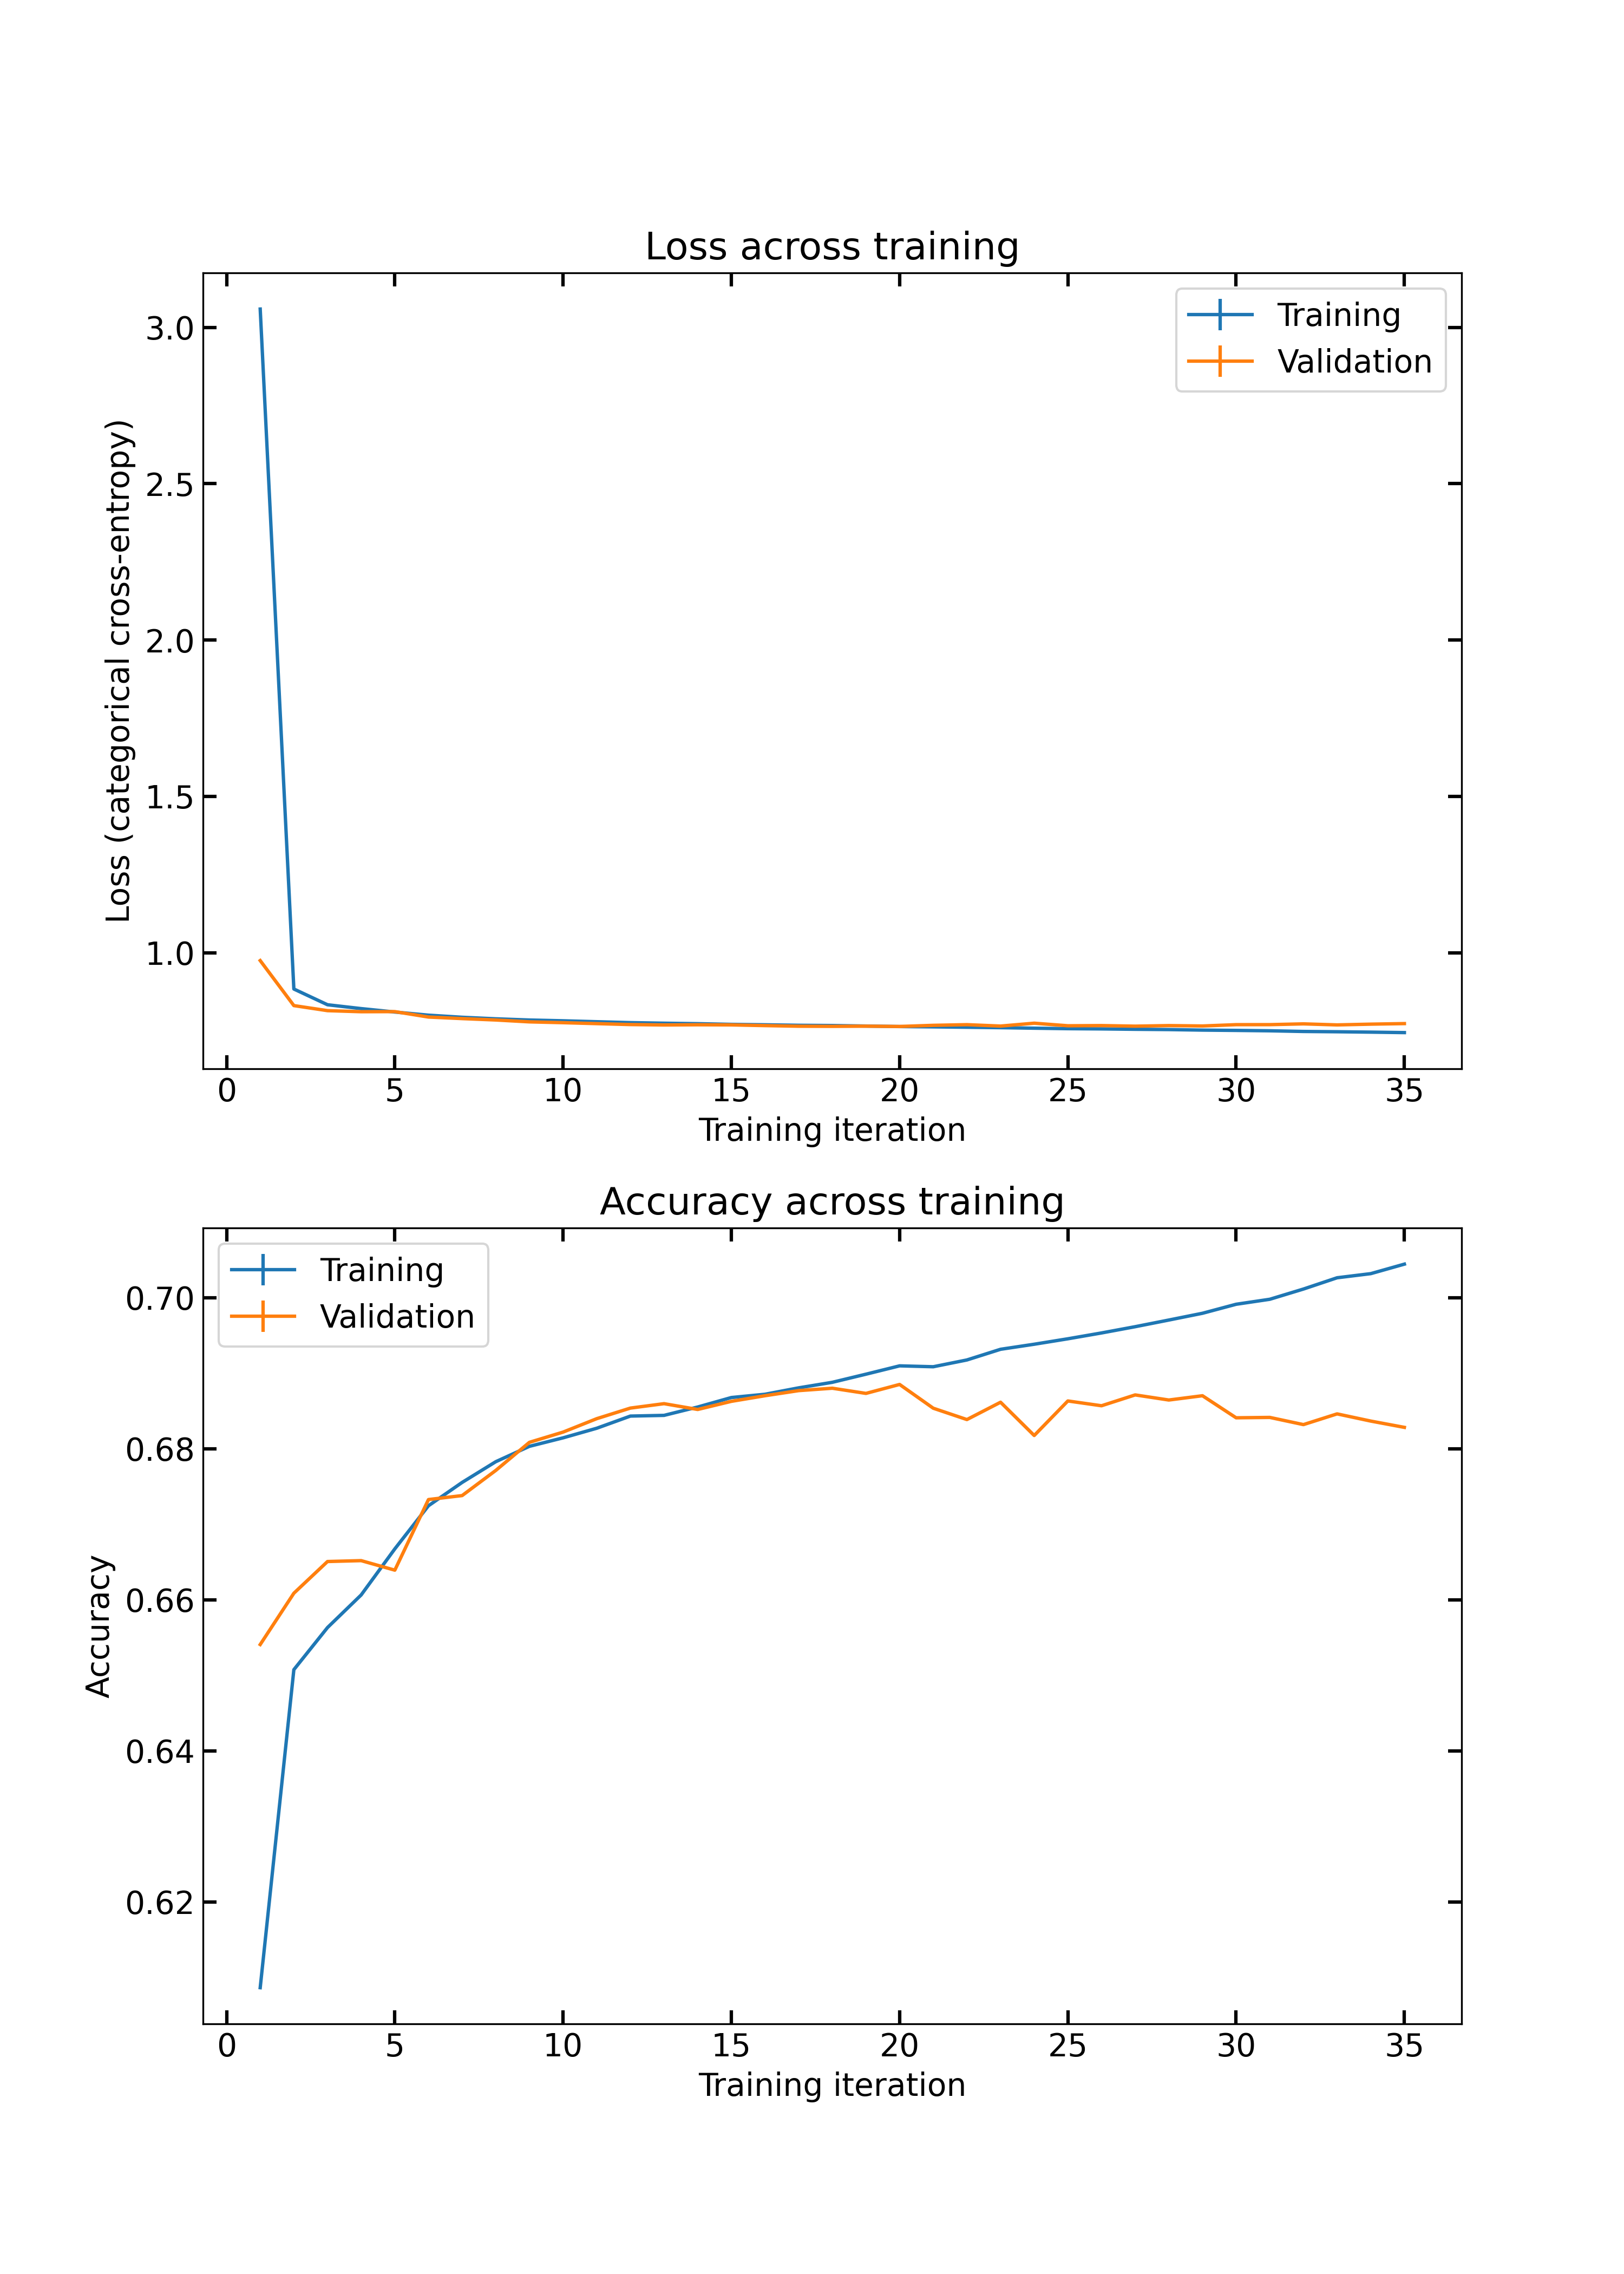 Loss across training
Training
Validation
Loss (categorical cross-entropy)
3.0
2.5
2.0
1.5
1.0
0 5 10 15 20 25 30 35
Training iteration
Accuracy across training
Training
Validation
Accuracy
0.70
0.68
0.66
0.64
0.62
0 5 10 15 20 25 30 35
Training iteration